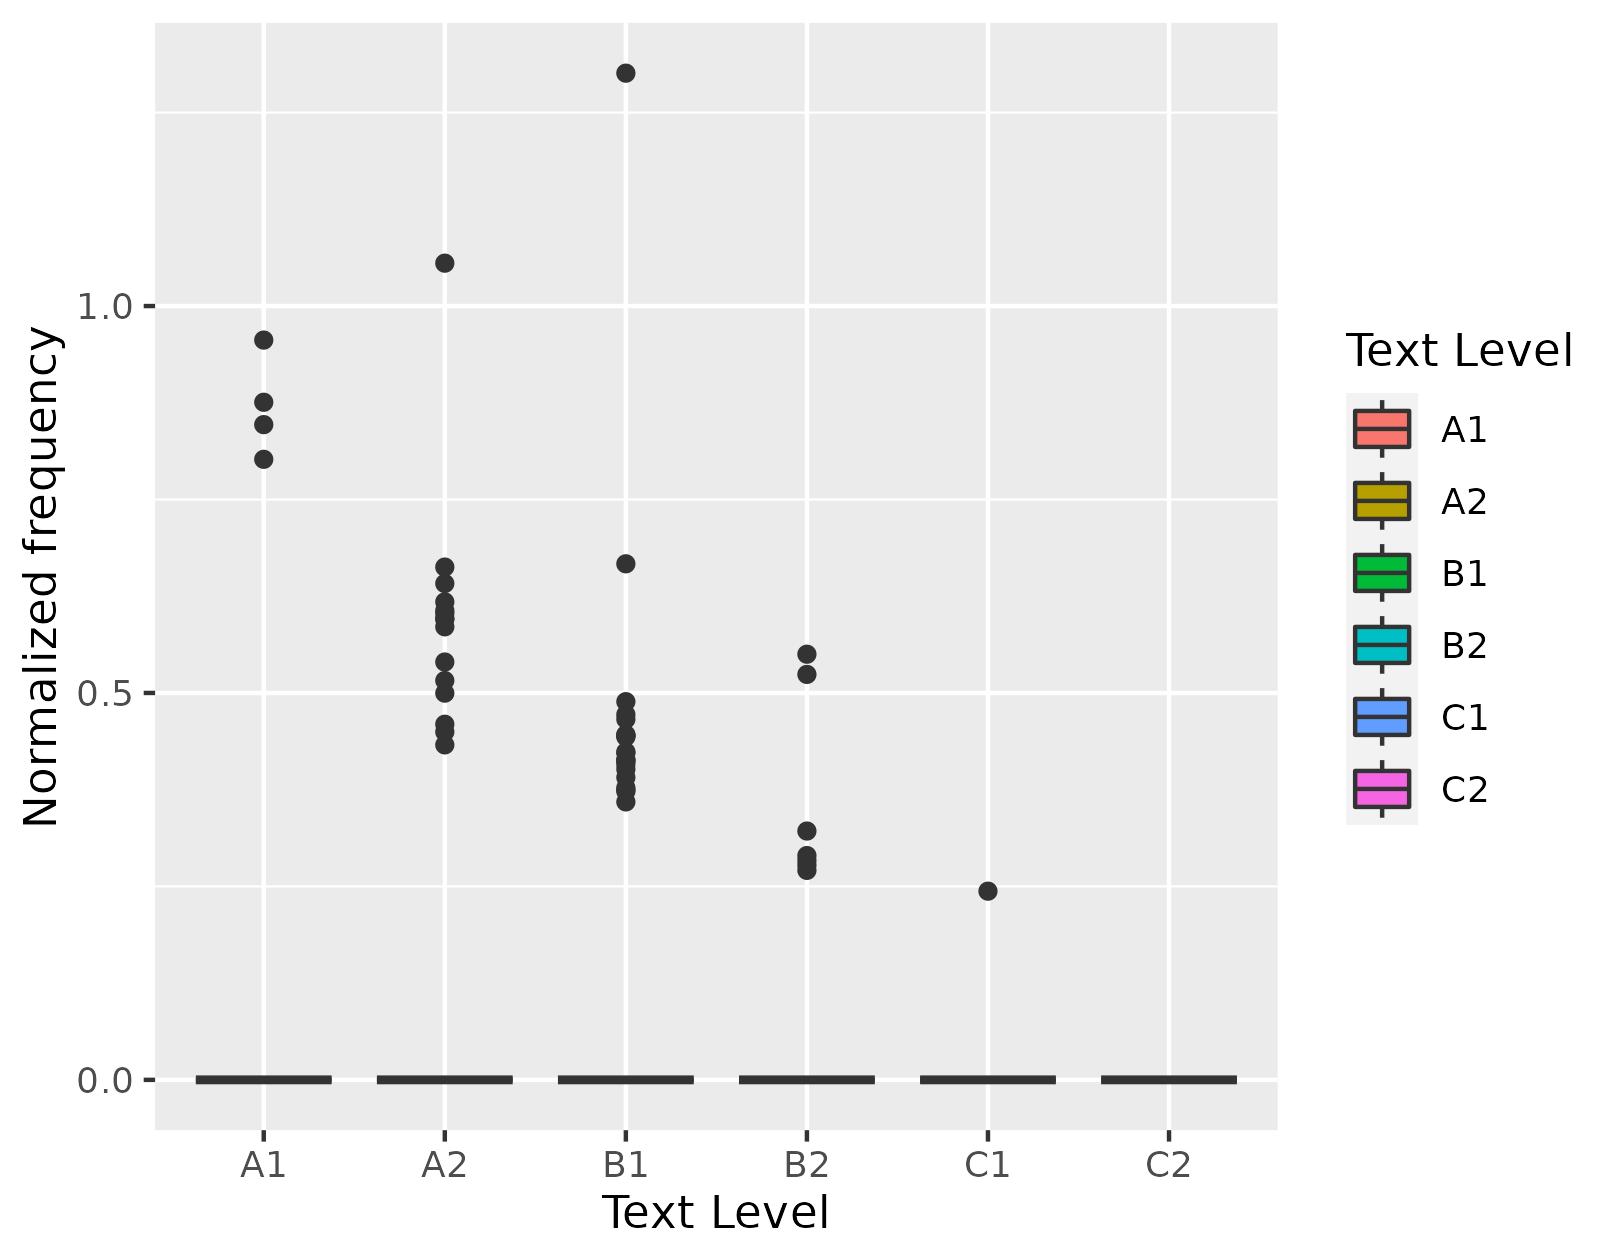 Normalized frequency
1.0
0.5
0.0
A1 A2 B1 B2 C1 C2
Text Level
Text Level
A1
A2
B1
B2
C1
C2